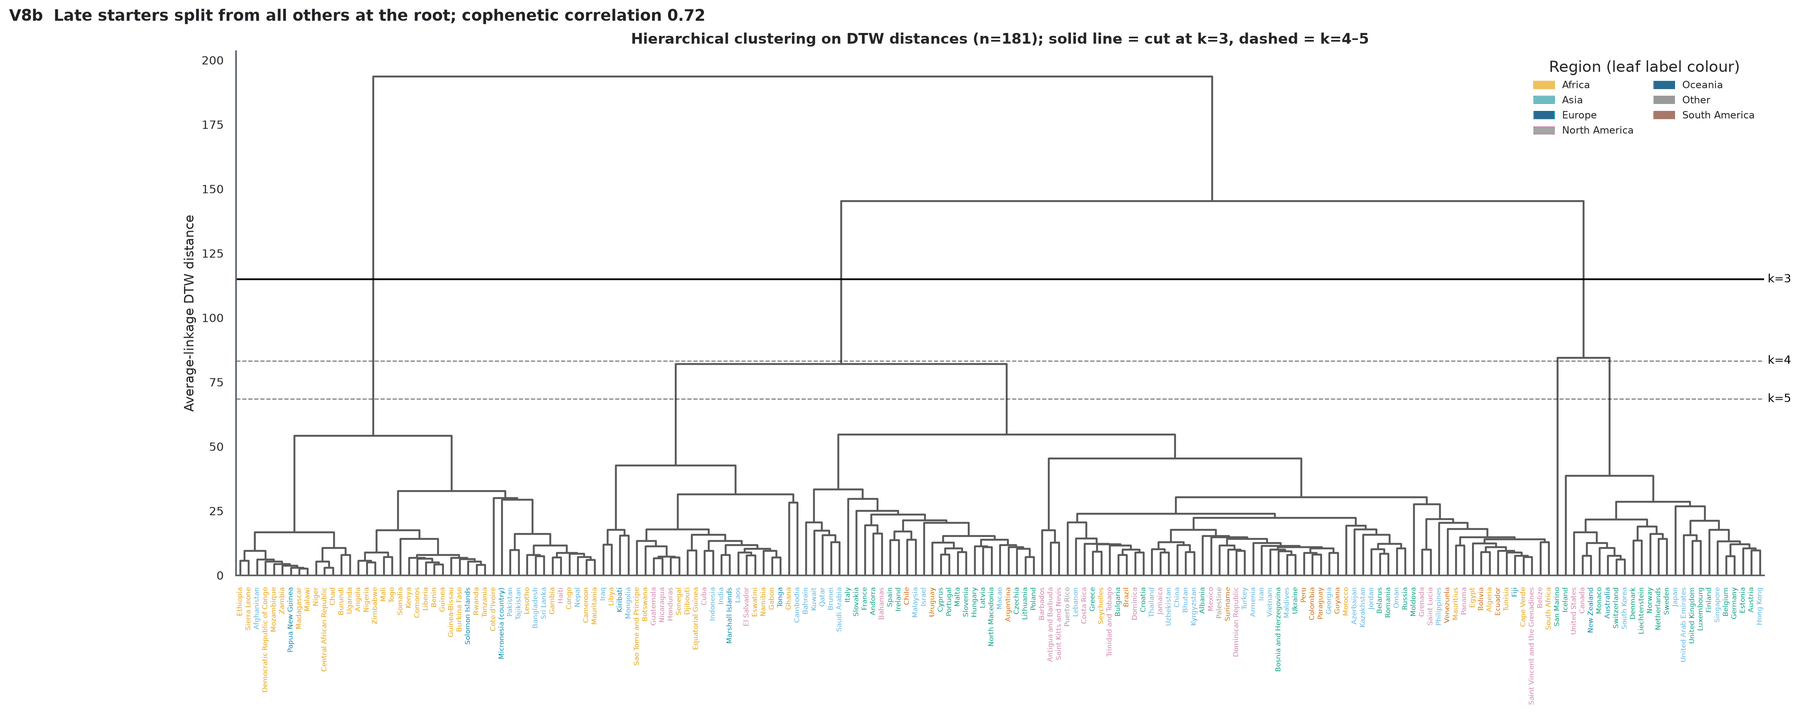 V8b Late starters split from all others at the root; cophenetic correlation 0.72
Hierarchical clustering on DTW distances (n=181); solid line = cut at k=3, dashed = k=4–5
Region (leaf label colour)
Africa
Asia
Europe
North America
Oceania
Other
South America
Average-linkage DTW distance
200
175
150
125
100
75
50
25
0
k=3
k=4
k=5
Ethiopia
Sierra Leone
Afghanistan
Democratic Republic of Congo
Mozambique
Zambia
Papua New Guinea
Madagascar
Malawi
Niger
Central African Republic
Chad
Burundi
Uganda
Angola
Nigeria
Zimbabwe
Mali
Togo
Somalia
Kenya
Comoros
Liberia
Benin
Guinea
Guinea-Bissau
Burkina Faso
Solomon Islands
Rwanda
Tanzania
Cote d'Ivoire
Micronesia (country)
Pakistan
Tajikistan
Lesotho
Bangladesh
Sri Lanka
Gambia
Haiti
Congo
Nepal
Cameroon
Mauritania
Iraq
Libya
Kiribati
Mongolia
Sao Tome and Principe
Botswana
Guatemala
Nicaragua
Honduras
Senegal
Djibouti
Equatorial Guinea
Cuba
Indonesia
India
Marshall Islands
Laos
El Salvador
Eswatini
Namibia
Gabon
Tonga
Ghana
Cambodia
Bahrain
Kuwait
Qatar
Brunei
Saudi Arabia
Italy
Slovakia
France
Andorra
Bahamas
Spain
Ireland
Chile
Malaysia
Israel
Uruguay
Cyprus
Portugal
Malta
Slovenia
Hungary
Latvia
North Macedonia
Macao
Argentina
Czechia
Lithuania
Poland
Barbados
Antigua and Barbuda
Saint Kitts and Nevis
Puerto Rico
Lebanon
Costa Rica
Greece
Seychelles
Trinidad and Tobago
Bulgaria
Brazil
Dominica
Croatia
Thailand
Jamaica
Uzbekistan
China
Bhutan
Kyrgyzstan
Albania
Mexico
Palestine
Suriname
Dominican Republic
Turkey
Armenia
Iran
Vietnam
Bosnia and Herzegovina
Maldives
Ukraine
Peru
Colombia
Paraguay
Georgia
Guyana
Morocco
Azerbaijan
Kazakhstan
Jordan
Belarus
Romania
Oman
Russia
Moldova
Grenada
Saint Lucia
Philippines
Venezuela
Mauritius
Panama
Egypt
Bolivia
Algeria
Ecuador
Tunisia
Fiji
Cape Verde
Saint Vincent and the Grenadines
Belize
South Africa
San Marino
Iceland
United States
Canada
New Zealand
Monaco
Australia
Switzerland
South Korea
Denmark
Liechtenstein
Norway
Netherlands
Sweden
Japan
United Arab Emirates
United Kingdom
Luxembourg
Finland
Singapore
Belgium
Germany
Estonia
Austria
Hong Kong